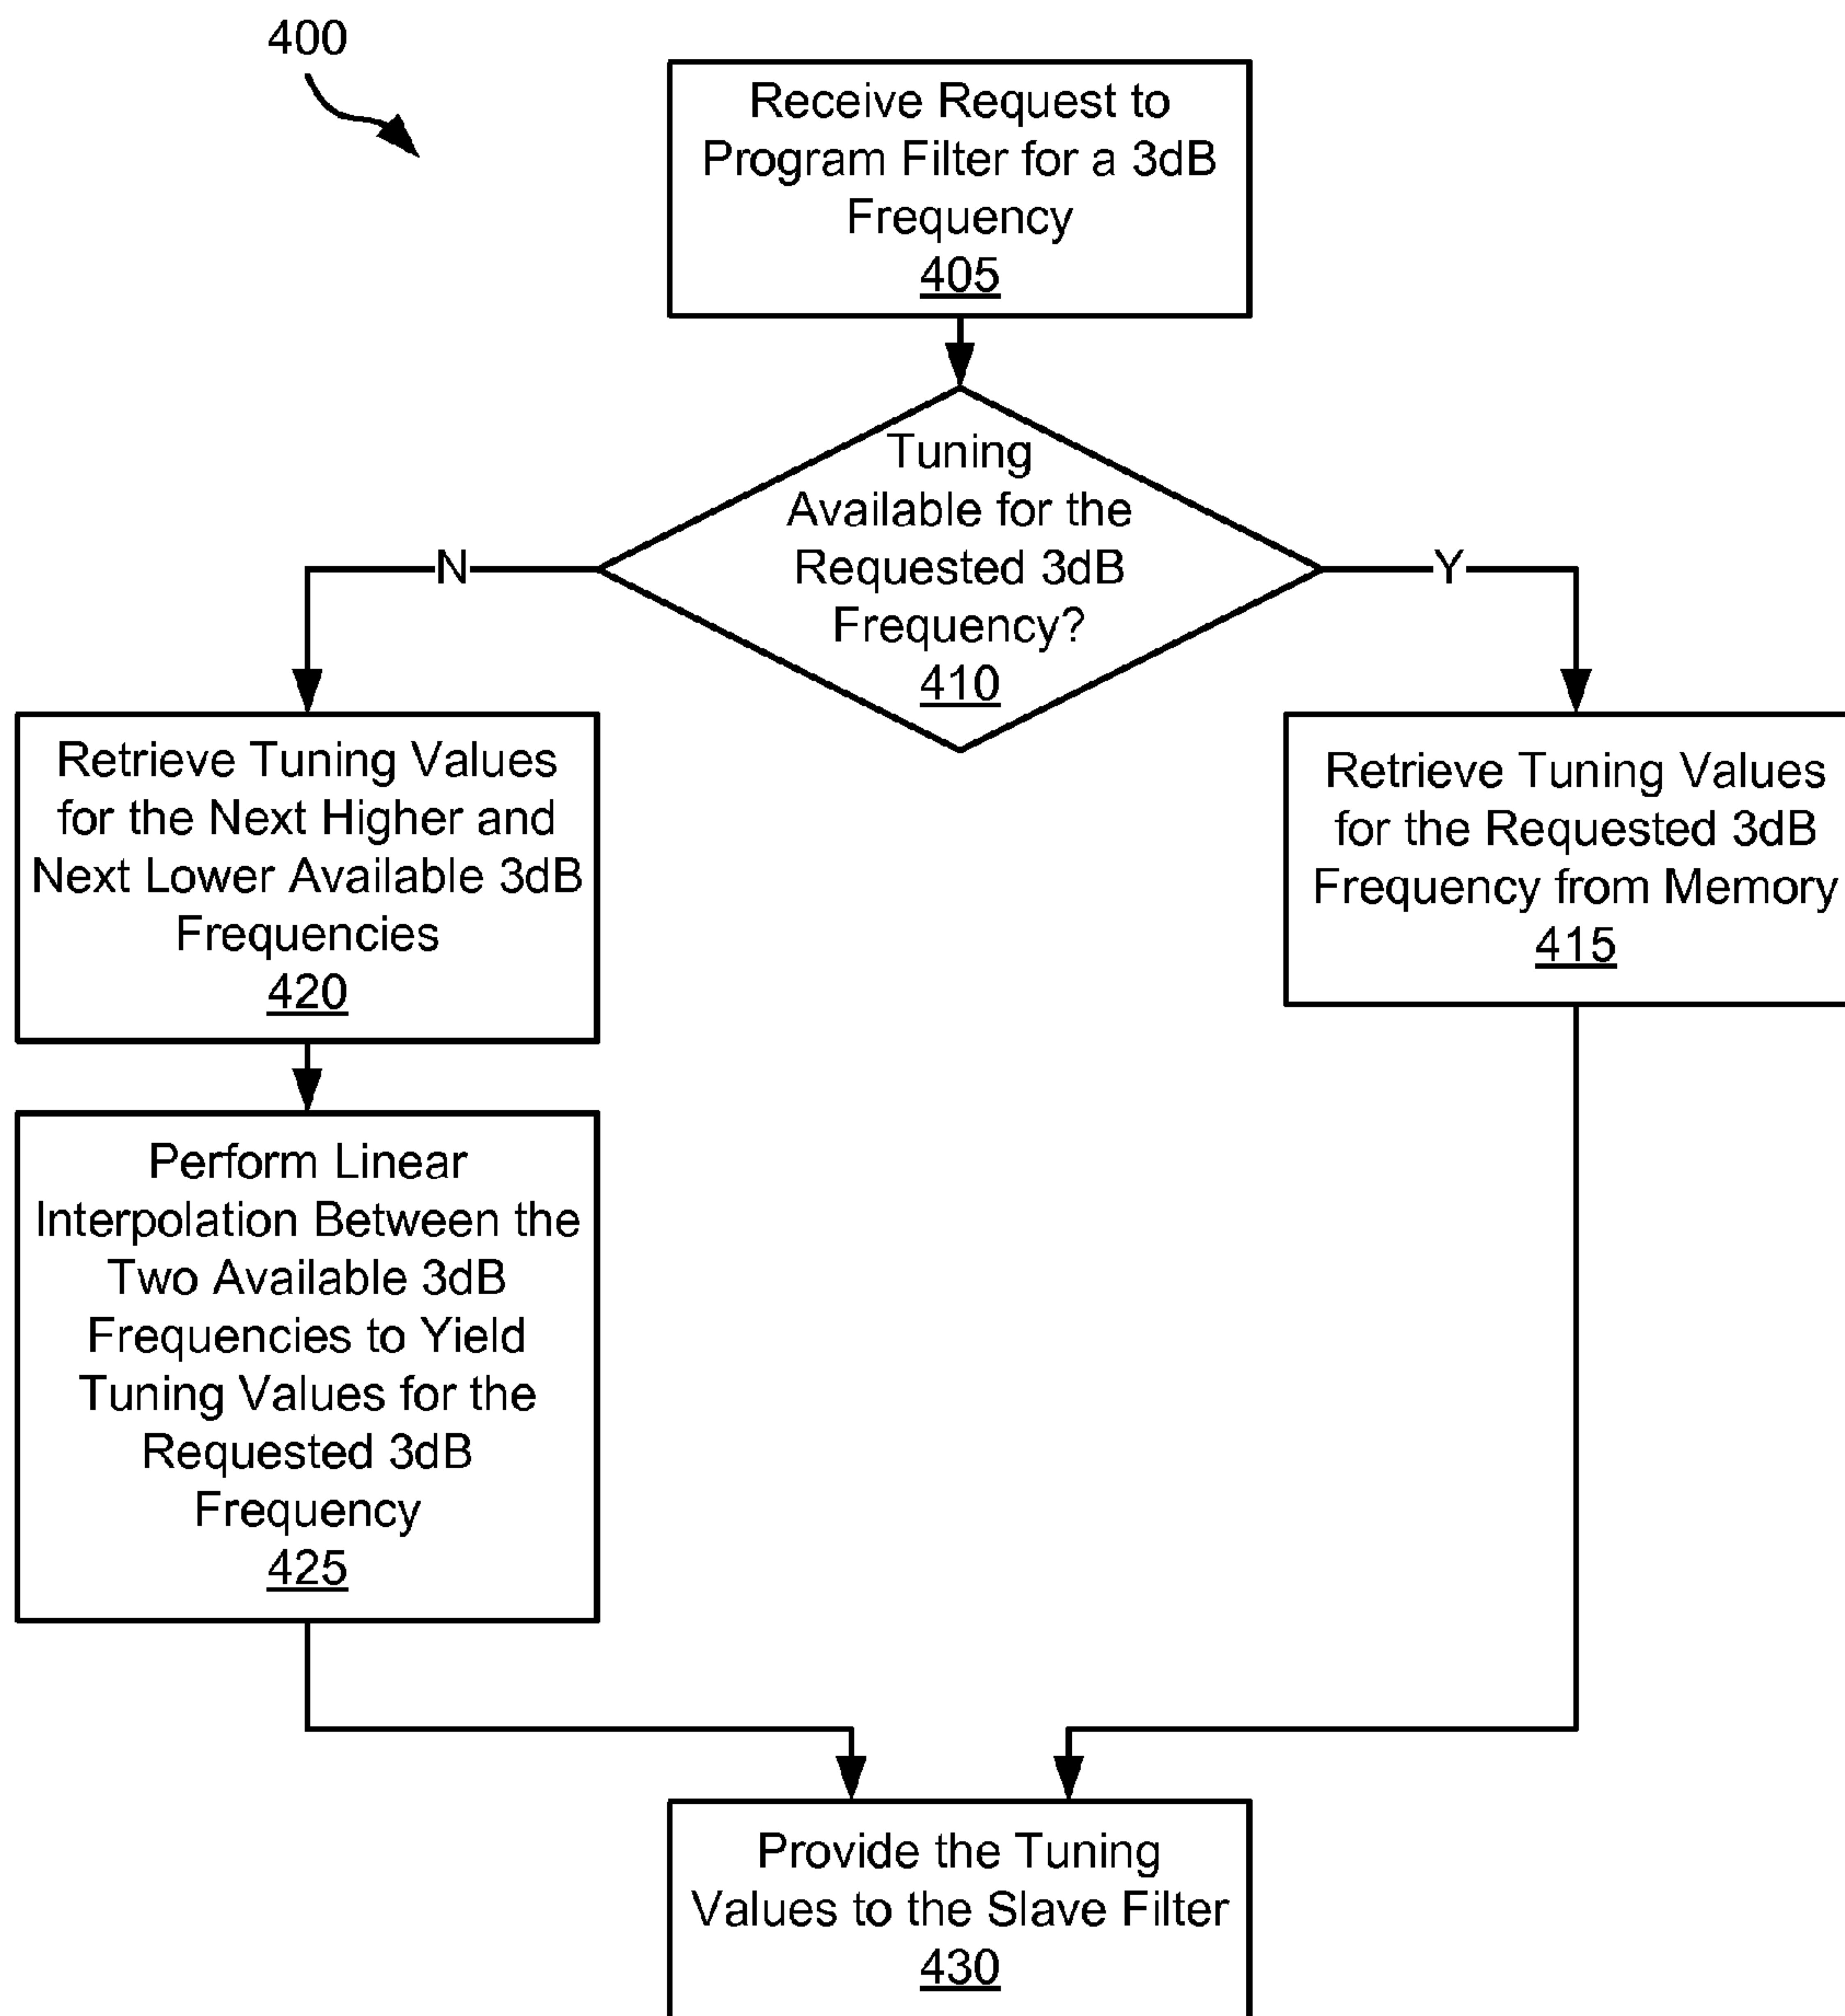 400
Receive Request to
Program Filter for a 3dB
Frequency
405
Tuning
Available for the
Requested 3dB
Frequency?
410
N
Y
Retrieve Tuning Values
for the Next Higher and
Next Lower Available 3dB
Frequencies
420
Retrieve Tuning Values
for the Requested 3dB
Frequency from Memory
415
Perform Linear
Interpolation Between the
Two Available 3dB
Frequencies to Yield
Tuning Values for the
Requested 3dB
Frequency
425
Provide the Tuning
Values to the Slave Filter
430